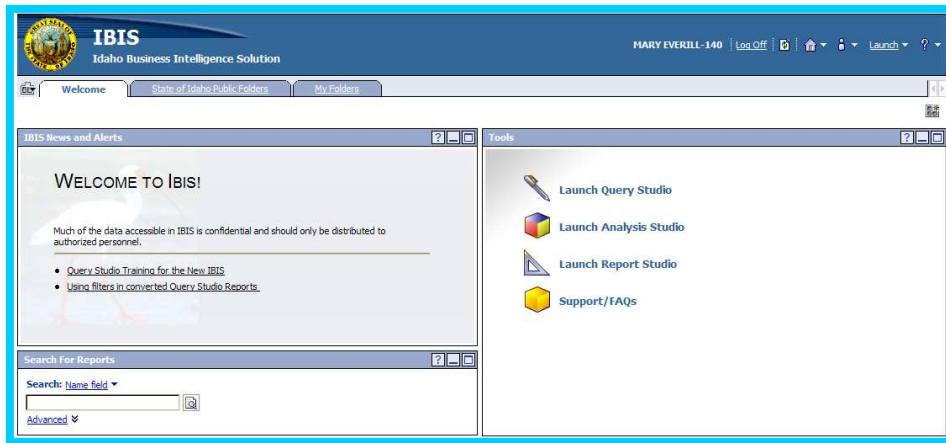 IBIS
Idaho Business Intelligence Solution
MARY EVERILL-140 Log Off Launch ?
Welcome State of Idaho Public Folders My Folders
IBIS News and Alerts ?
WELCOME TO IBIS!
Much of the data accessible in IBIS is confidential and should only be distributed to
authorized personnel.
Query Studio Training for the New IBIS
Using filters in converted Query Studio Reports
Search For Reports ?
Search: Name field
Advanced
Tools ?
Launch Query Studio
Launch Analysis Studio
Launch Report Studio
Support/FAQs